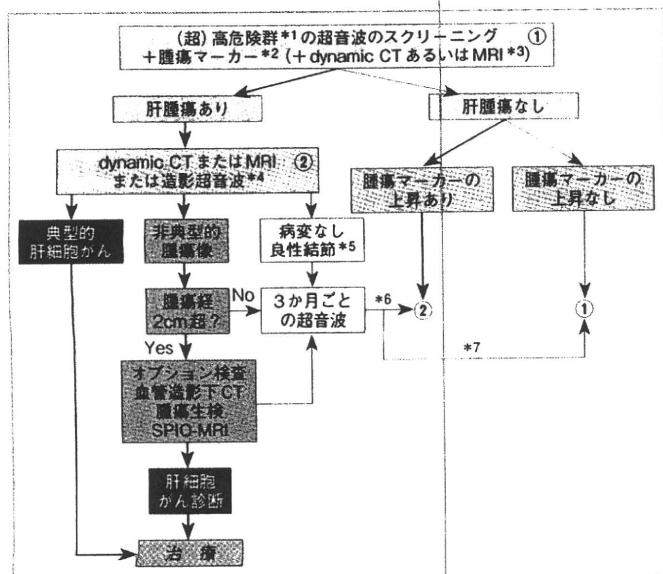 (超)高危険群*1の超音波のスクリーニング ①
+腫瘍マーカー*2(+dynamic CTあるいはMRI*3)
肝腫瘍あり
肝腫瘍なし
dynamic CTまたはMRI ②
または造影超音波*4
腫瘍マーカーの
上昇あり
腫瘍マーカーの
上昇なし
典型的
肝細胞がん
非典型的
腫瘍像
病変なし
良性結節*5
腫瘍経
2cm超?
No
3か月ごと
の超音波
*6
②
①
*7
Yes
オプション検査
血管造影下CT
腫瘍生検
SPIO-MRI
肝細胞
がん診断
治療